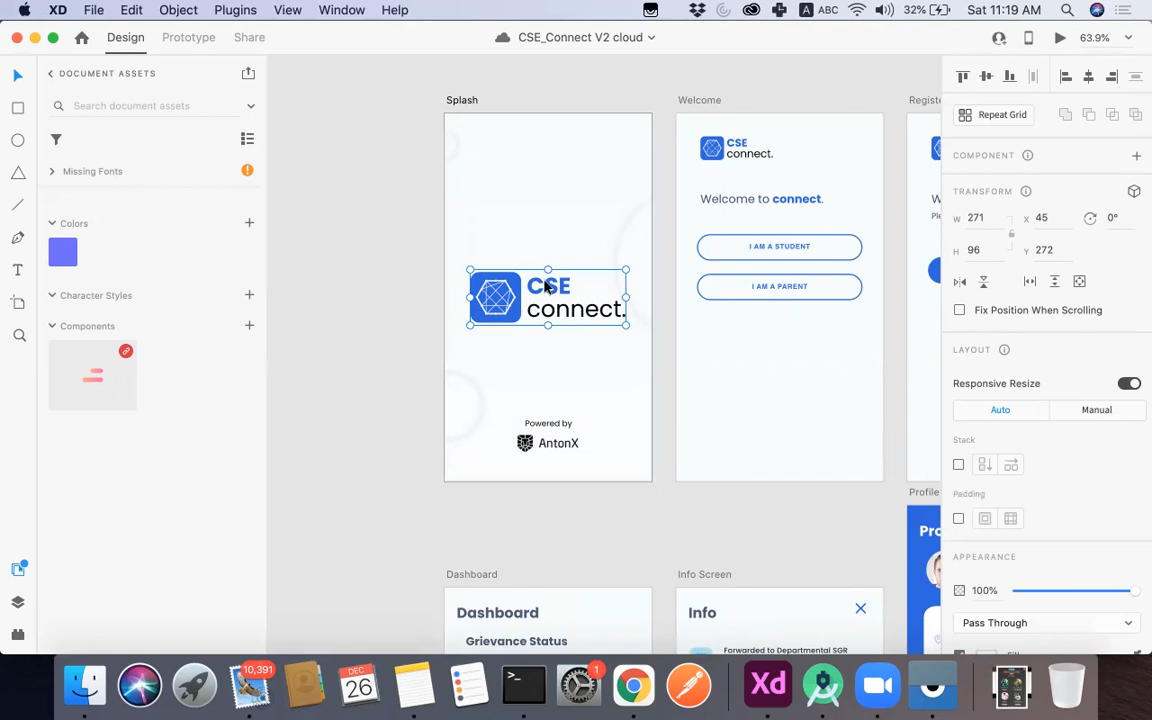 XD File Edit Object Plugins View Window Help A ABC 32% Sat 11:19 AM
Design Prototype Share CSE_Connect V2 cloud 63.9%
DOCUMENT ASSETS
Search document assets
Missing Fonts
Colors
Character Styles
Components
Splash
CSE
connect.
Powered by
AntonX
Welcome
CSE
connect.
Welcome to connect.
I AM A STUDENT
I AM A PARENT
Dashboard
Dashboard
Grievance Status
Info Screen
Info
Forwarded to Departmental SGR
Profile
Repeat Grid
COMPONENT
TRANSFORM
W 271 X 45 0°
H 96 Y 272
Fix Position When Scrolling
LAYOUT
Responsive Resize
Auto Manual
Stack
Padding
APPEARANCE
100%
Pass Through
10,391
DEC
26
1
Xd